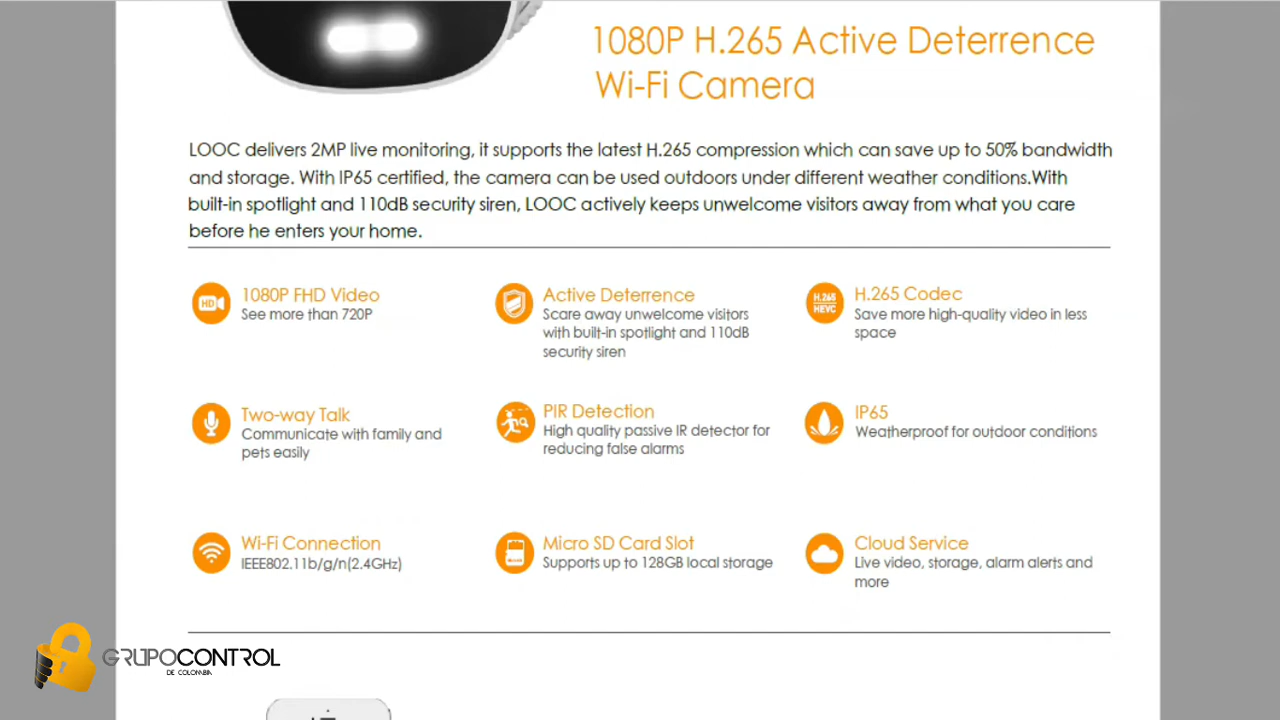 1080P H.265 Active Deterrence
Wi-Fi Camera
LOOC delivers 2MP live monitoring, it supports the latest H.265 compression which can save up to 50% bandwidth
and storage. With IP65 certified, the camera can be used outdoors under different weather conditions.With
built-in spotlight and 110dB security siren, LOOC actively keeps unwelcome visitors away from what you care
before he enters your home.
HD
1080P FHD Video
See more than 720P
Active Deterrence
Scare away unwelcome visitors
with built-in spotlight and 110dB
security siren
H.265
HEVC
H.265 Codec
Save more high-quality video in less
space
Two-way Talk
Communicate with family and
pets easily
PIR Detection
High quality passive IR detector for
reducing false alarms
IP65
Weatherproof for outdoor conditions
Wi-Fi Connection
IEEE802.11b/g/n(2.4GHz)
Micro SD Card Slot
Supports up to 128GB local storage
Cloud Service
Live video, storage, alarm alerts and
more
GRUPOCONTROL
DE COLOMBIA